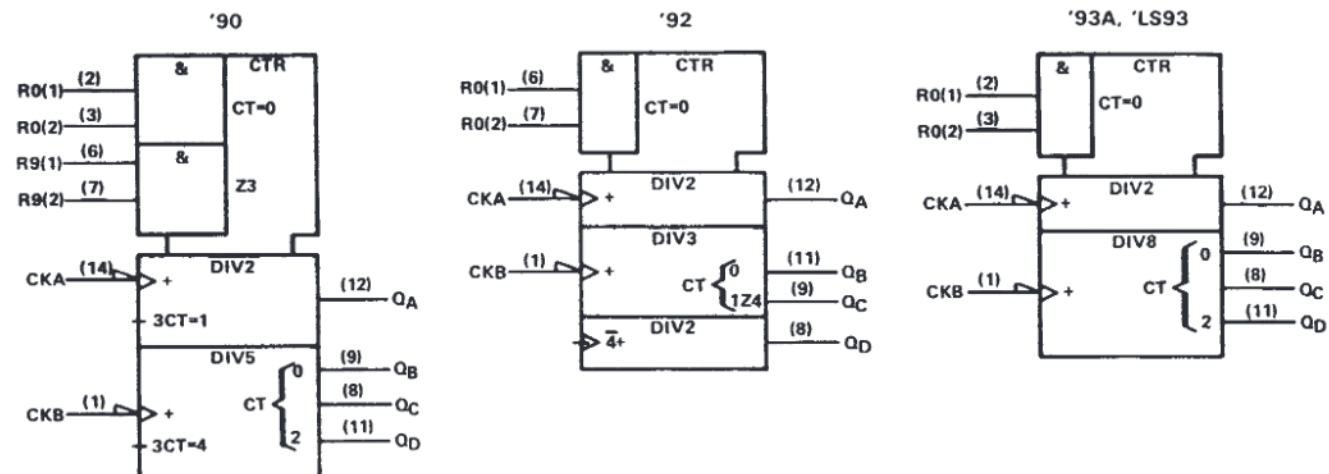 '90
& CTR
R0(1) (2)
CT=0
R0(2) (3)
R9(1) (6) &
R9(2) (7) Z3
DIV2
CKA (14) +
(12) QA
3CT=1
DIV5
0 (9) QB
CKB (1) + CT (8) QC
3CT=4 2 (11) QD
'92
& CTR
R0(1) (6)
CT=0
R0(2) (7)
DIV2
CKA (14) + (12) QA
DIV3
CKB (1) + 0 (11) QB
CT
1Z4 (9) QC
DIV2
4+ (8) QD
'93A, 'LS93
& CTR
R0(1) (2)
CT=0
R0(2) (3)
DIV2
CKA (14) + (12) QA
DIV8
0 (9) QB
CKB (1) + CT (8) QC
2 (11) QD